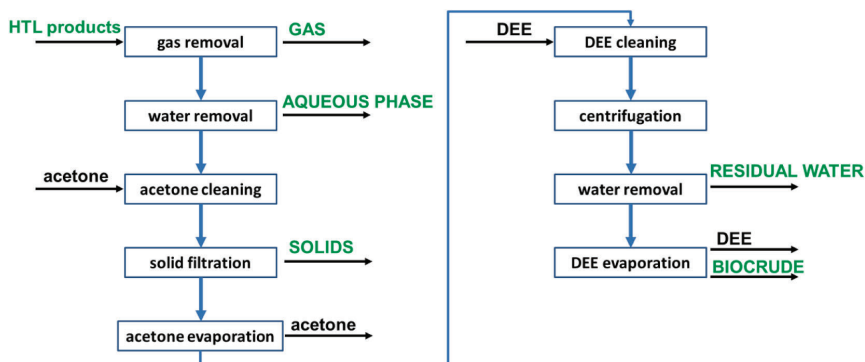 HTL products
gas removal
GAS
water removal
AQUEOUS PHASE
acetone
acetone cleaning
solid filtration
SOLIDS
acetone evaporation
acetone
DEE
DEE cleaning
centrifugation
water removal
RESIDUAL WATER
DEE evaporation
DEE
BIOCRUDE